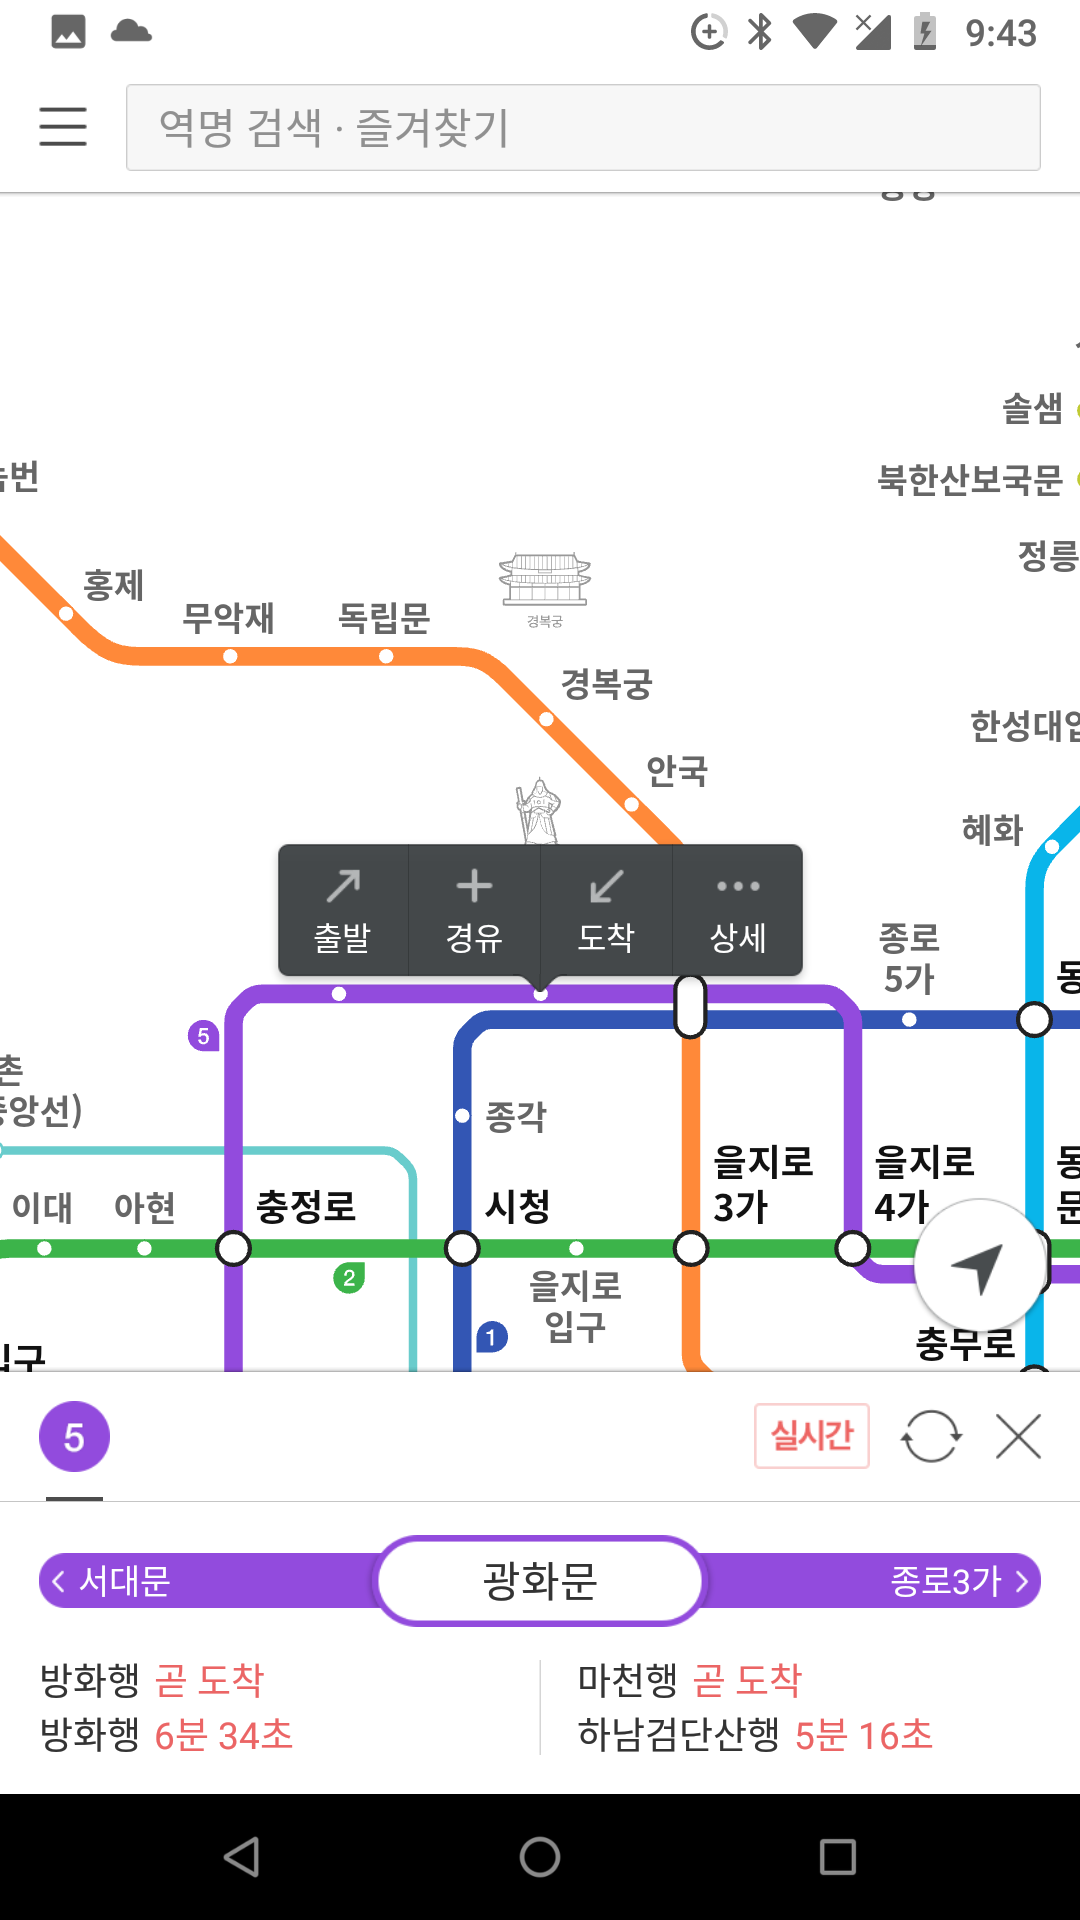 9:43
역명 검색 · 즐겨찾기
솔샘
북한산보국문
정릉
홍제
무악재
독립문
경복궁
경복궁
안국
한성대입
혜화
출발
경유
도착
상세
종로
5가
5
종각
을지로
3가
을지로
4가
이대
아현
충정로
시청
2
을지로
입구
1
충무로
5
실시간
서대문
광화문
종로3가
방화행 곧 도착
방화행 6분 34초
마천행 곧 도착
하남검단산행 5분 16초